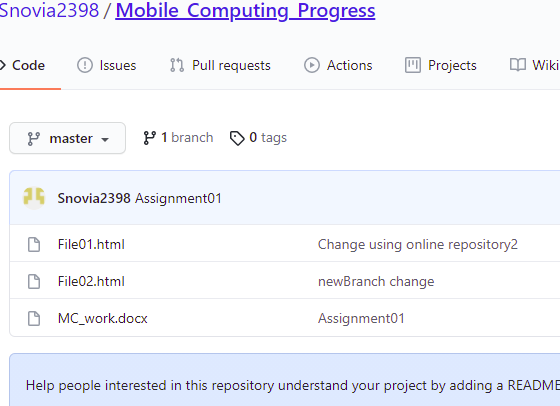 Snovia2398 / Mobile_Computing_Progress
Code Issues Pull requests Actions Projects Wiki
master 1 branch 0 tags
Snovia2398 Assignment01
File01.html Change using online repository2
File02.html newBranch change
MC_work.docx Assignment01
Help people interested in this repository understand your project by adding a README